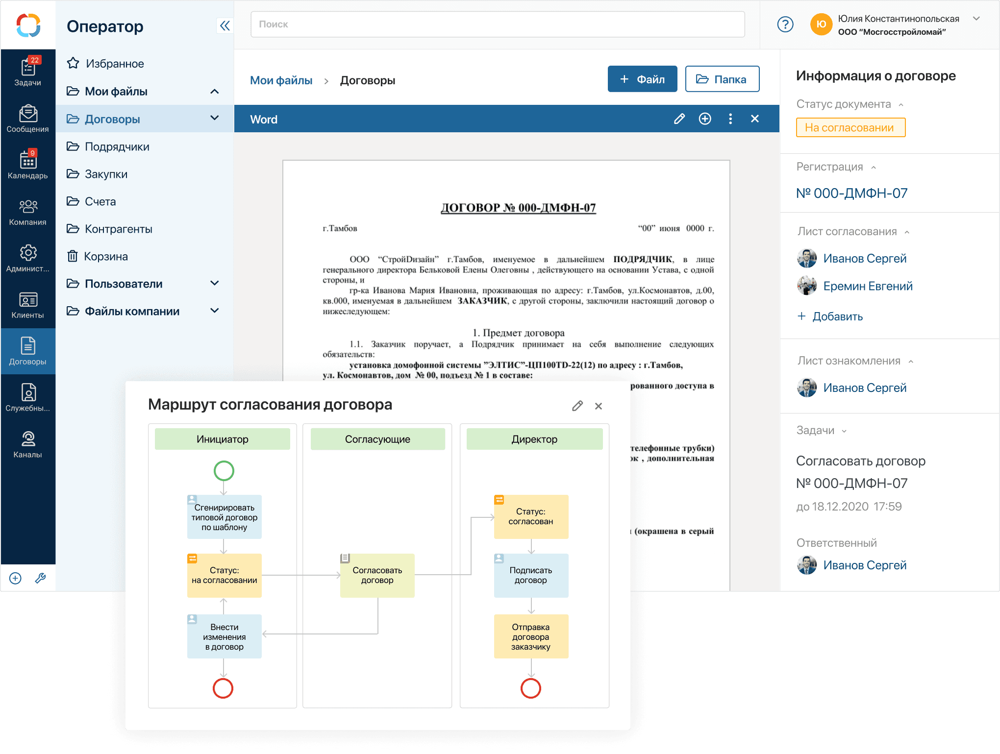 Оператор
Поиск
Ю
Юлия Константинопольская
ООО “Мосгосстройломай”
22
Задачи
Сообщения
9
Календарь
Компания
Админист...
Клиенты
Договоры
Служебны...
Каналы
Избранное
Мои файлы
Договоры
Подрядчики
Закупки
Счета
Контрагенты
Корзина
Пользователи
Файлы компании
Мои файлы > Договоры
+ Файл
Папка
Word
ДОГОВОР № 000-ДМФН-07
г.Тамбов “00” июня 0000 г.
ООО “СтройDизайн” г.Тамбов, именуемое в дальнейшем ПОДРЯДЧИК, в лице
генерального директора Бельковой Елены Олеговны , действующего на основании Устава, с одной
стороны, и
гр-ка Иванова Мария Ивановна, проживающая по адресу: г.Тамбов, ул.Космонавтов, д.00,
кв.000, именуемая в дальнейшем ЗАКАЗЧИК, с другой стороны, заключили настоящий договор о
нижеследующем:
1. Предмет договора
1.1. Заказчик поручает, а Подрядчик принимает на себя выполнение следующих
обязательств:
установка домофонной системы ”ЭЛТИС”-ЦП100TD-22(12) по адресу : г.Тамбов,
ул. Космонавтов, дом № 00, подъезд № 1 в составе:
рованного доступа в
телефонные трубки)
ок , дополнительная
(окрашена в серый
Информация о договоре
Статус документа
На согласовании
Регистрация
№ 000-ДМФН-07
Лист согласования
Иванов Сергей
Еремин Евгений
+ Добавить
Лист ознакомления
Иванов Сергей
Задачи
Согласовать договор
№ 000-ДМФН-07
до 18.12.2020 17:59
Ответственный
Иванов Сергей
Маршрут согласования договора
Инициатор
Согласующие
Директор
Сгенирировать
типовой договор
по шаблону
Статус:
на согласовании
Внести
изменения
в договор
Согласовать
договор
Статус:
согласован
Подписать
договор
Отправка
договора
заказчику